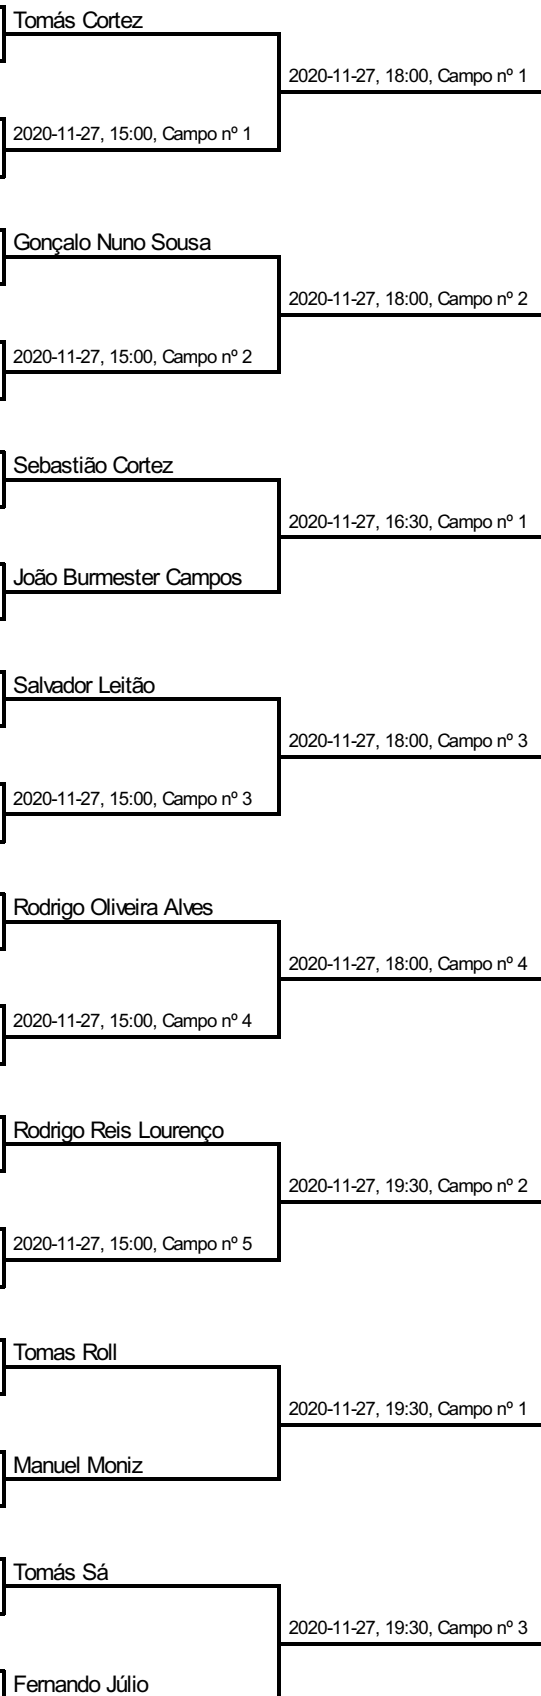 Tomás Cortez
2020-11-27, 18:00, Campo nº 1
2020-11-27, 15:00, Campo nº 1
Gonçalo Nuno Sousa
2020-11-27, 18:00, Campo nº 2
2020-11-27, 15:00, Campo nº 2
Sebastião Cortez
2020-11-27, 16:30, Campo nº 1
João Burmester Campos
Salvador Leitão
2020-11-27, 18:00, Campo nº 3
2020-11-27, 15:00, Campo nº 3
Rodrigo Oliveira Alves
2020-11-27, 18:00, Campo nº 4
2020-11-27, 15:00, Campo nº 4
Rodrigo Reis Lourenço
2020-11-27, 19:30, Campo nº 2
2020-11-27, 15:00, Campo nº 5
Tomas Roll
2020-11-27, 19:30, Campo nº 1
Manuel Moniz
Tomás Sá
2020-11-27, 19:30, Campo nº 3
Fernando Júlio